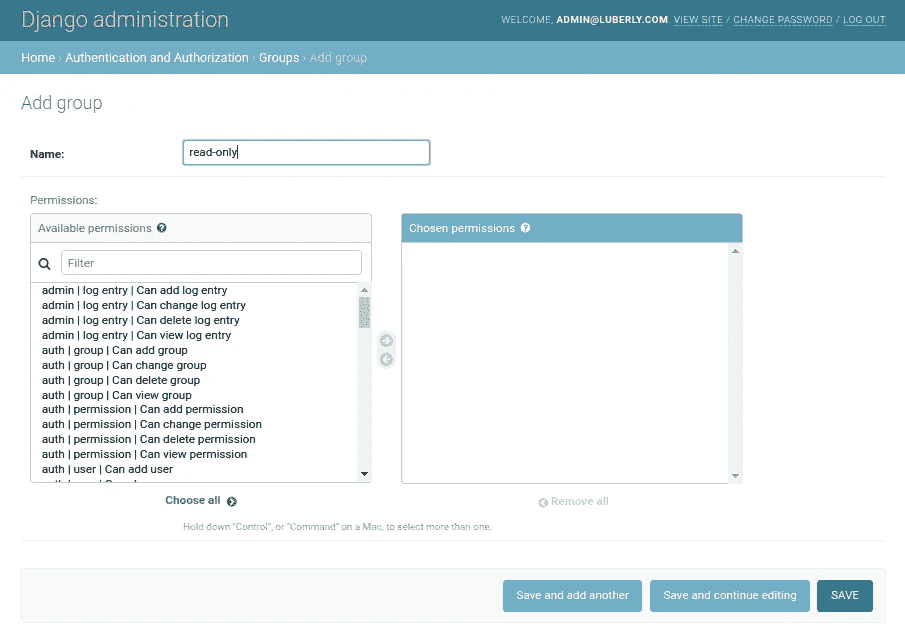 Django administration
WELCOME, ADMIN@LUBERLY.COM. VIEW SITE / CHANGE PASSWORD / LOG OUT
Home › Authentication and Authorization › Groups › Add group
Add group
Name:
read-only
Permissions:
Available permissions ?
Chosen permissions ?
Filter
admin | log entry | Can add log entry
admin | log entry | Can change log entry
admin | log entry | Can delete log entry
admin | log entry | Can view log entry
auth | group | Can add group
auth | group | Can change group
auth | group | Can delete group
auth | group | Can view group
auth | permission | Can add permission
auth | permission | Can change permission
auth | permission | Can delete permission
auth | permission | Can view permission
auth | user | Can add user
Choose all
Remove all
Hold down "Control", or "Command" on a Mac, to select more than one.
Save and add another
Save and continue editing
SAVE